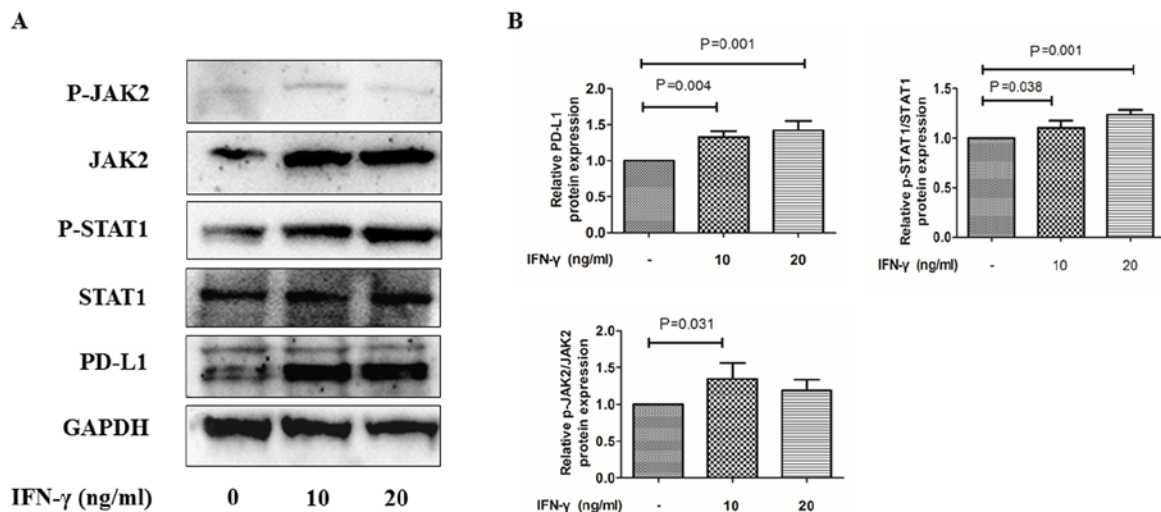 A
P-JAK2
JAK2
P-STAT1
STAT1
PD-L1
GAPDH
IFN-γ (ng/ml) 0 10 20
B
P=0.001
P=0.004
Relative PD-L1
protein expression
2.0
1.5
1.0
0.5
0.0
IFN-γ (ng/ml) - 10 20
P=0.001
P=0.038
Relative p-STAT1/STAT1
protein expression
1.5
1.0
0.5
0.0
IFN-γ (ng/ml) - 10 20
P=0.031
Relative p-JAK2/JAK2
protein expression
2.0
1.5
1.0
0.5
0.0
IFN-γ (ng/ml) - 10 20